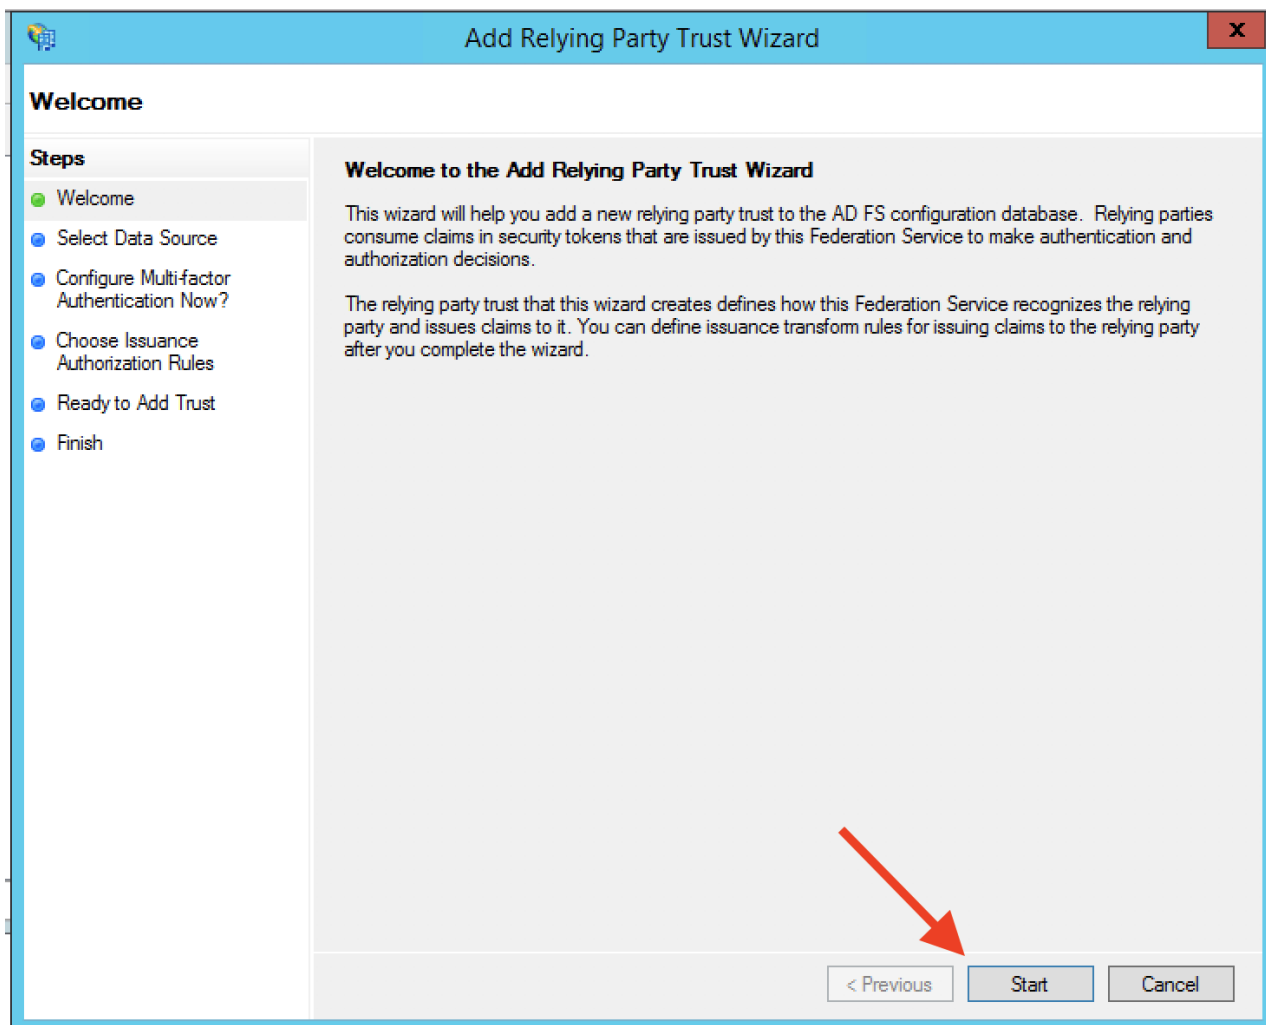 Add Relying Party Trust Wizard
x
Welcome
Steps
Welcome
Select Data Source
Configure Multi-factor
Authentication Now?
Choose Issuance
Authorization Rules
Ready to Add Trust
Finish
Welcome to the Add Relying Party Trust Wizard
This wizard will help you add a new relying party trust to the AD FS configuration database.  Relying parties
consume claims in security tokens that are issued by this Federation Service to make authentication and
authorization decisions.
The relying party trust that this wizard creates defines how this Federation Service recognizes the relying
party and issues claims to it. You can define issuance transform rules for issuing claims to the relying party
after you complete the wizard.
< Previous
Start
Cancel